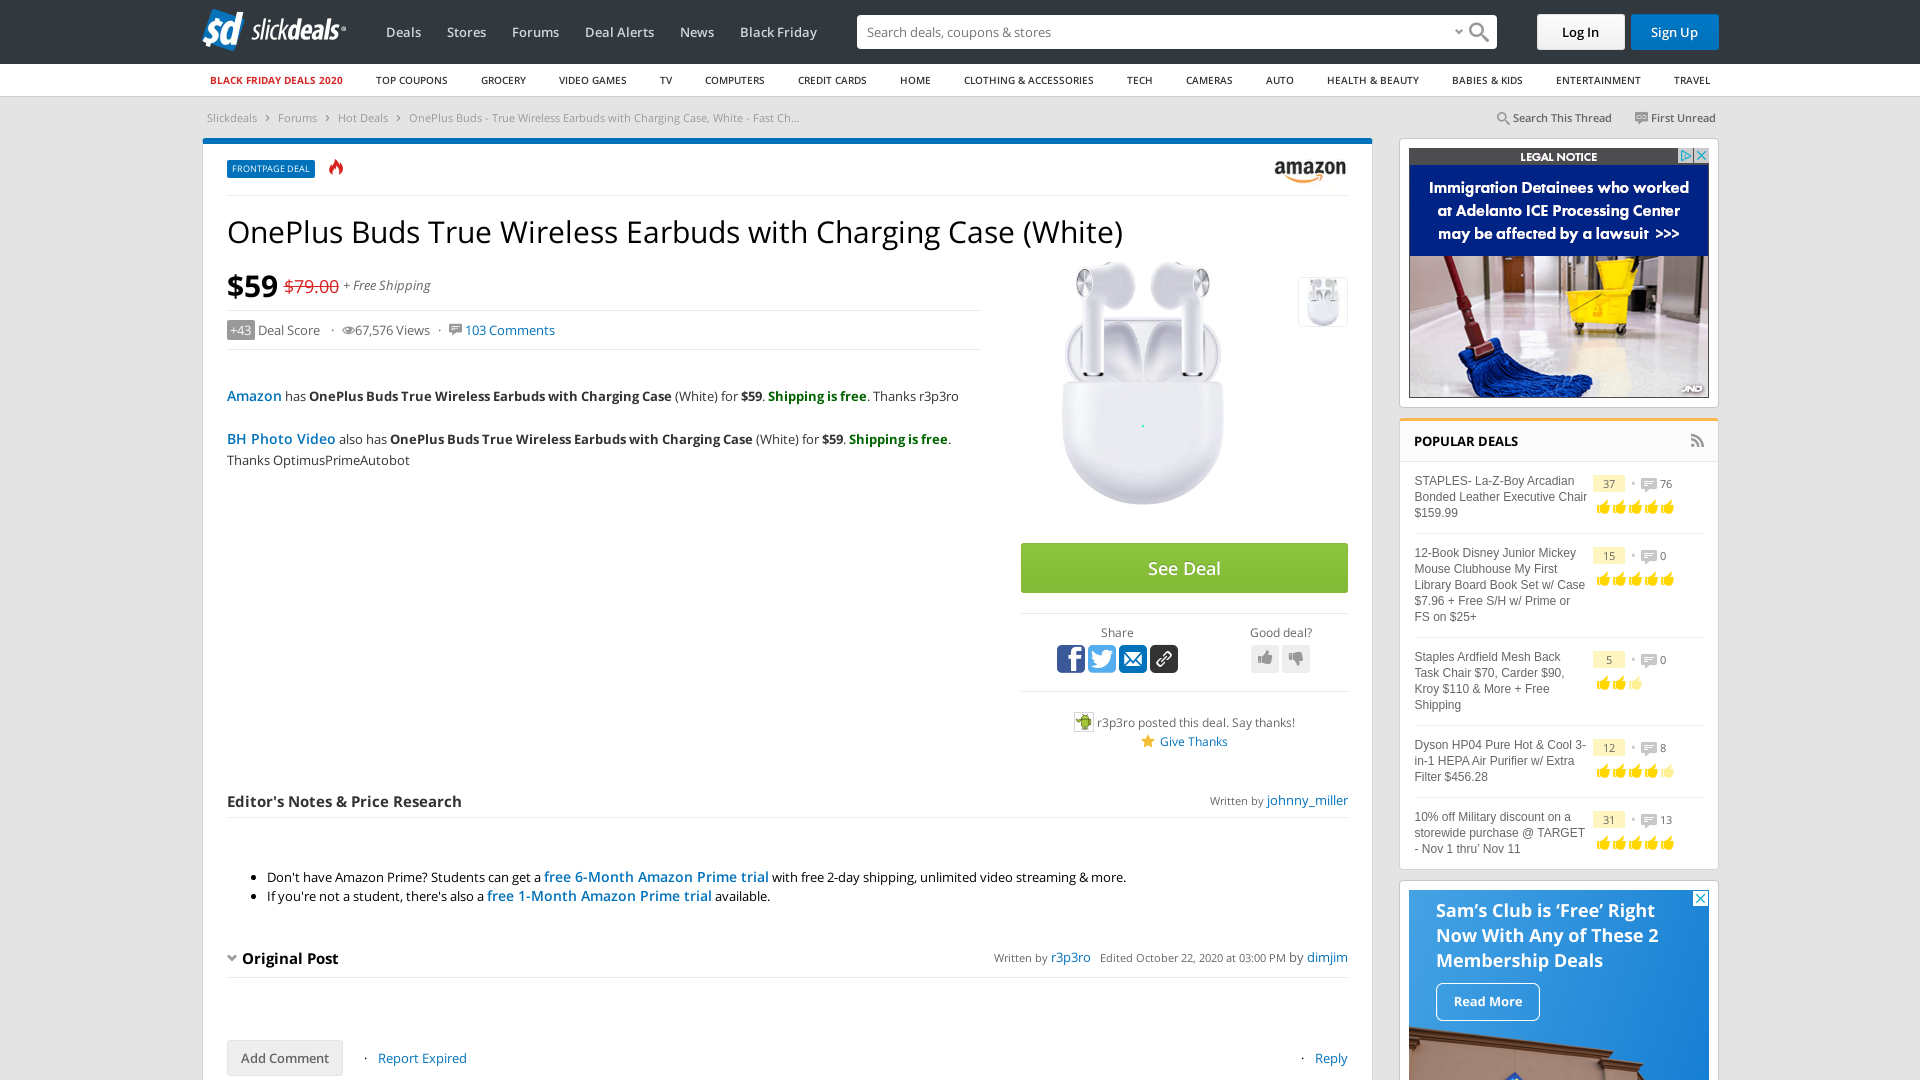 sd slickdeals
Deals
Stores
Forums
Deal Alerts
News
Black Friday
Search deals, coupons & shops
Log In
Sign Up
BLACK FRIDAY DEALS 2020
TOP COUPONS
GROCERY
VIDEO GAMES
TV
COMPUTERS
CREDIT CARDS
HOME
CLOTHING & ACCESSORIES
TECH
CAMERAS
AUTO
HEALTH & BEAUTY
BABIES & KIDS
ENTERTAINMENT
TRAVEL
Slickdeals › Forums › Hot Deals › OnePlus Buds - True Wireless Earbuds with Charging Case, White - Fast Ch...
Search This Thread
First Unread
FRONTPAGE DEAL
amazon
OnePlus Buds True Wireless Earbuds with Charging Case (White)
$59 $79.00 + Free Shipping
+43 Deal Score · 67,576 Views · 103 Comments
Amazon has OnePlus Buds True Wireless Earbuds with Charging Case (White) for $59. Shipping is free. Thanks r3p3ro
BH Photo Video also has OnePlus Buds True Wireless Earbuds with Charging Case (White) for $59. Shipping is free.
Thanks OptimusPrimeAutobot
See Deal
Share
Good deal?
r3p3ro posted this deal. Say thanks!
Give Thanks
Editor's Notes & Price Research
Written by johnny_miller
• Don't have Amazon Prime? Students can get a free 6-Month Amazon Prime trial with free 2-day shipping, unlimited video streaming & more.
• If you're not a student, there's also a free 1-Month Amazon Prime trial available.
Original Post
Written by r3p3ro Edited October 22, 2020 at 03:00 PM by dimjim
Add Comment
· Report Expired
· Reply
LEGAL NOTICE
Immigration Detainees who worked
at Adelanto ICE Processing Center
may be affected by a lawsuit >>>
JND
POPULAR DEALS
STAPLES- La-Z-Boy Arcadian
Bonded Leather Executive Chair
$159.99
37 • 76
12-Book Disney Junior Mickey
Mouse Clubhouse My First
Library Board Book Set w/ Case
$7.96 + Free S/H w/ Prime or
FS on $25+
15 • 0
Staples Ardfield Mesh Back
Task Chair $70, Carder $90,
Kroy $110 & More + Free
Shipping
5 • 0
Dyson HP04 Pure Hot & Cool 3-
in-1 HEPA Air Purifier w/ Extra
Filter $456.28
12 • 8
10% off Military discount on a
storewide purchase @ TARGET
- Nov 1 thru' Nov 11
31 • 13
Sam's Club is ‘Free’ Right
Now With Any of These 2
Membership Deals
Read More